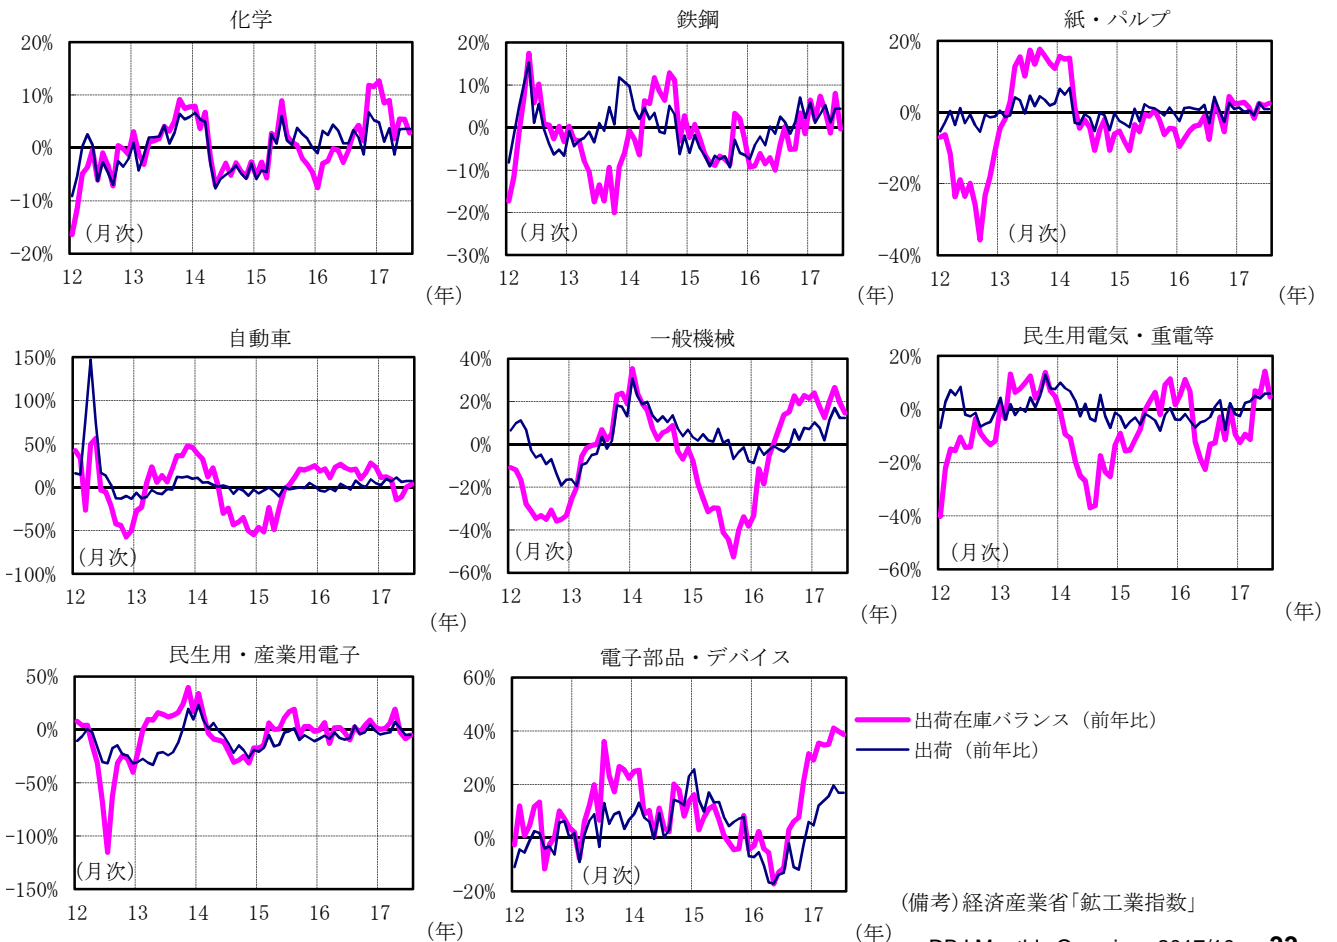 化学
20%
10%
0%
-10%
-20%
(月次)
12 13 14 15 16 17
(年)
鉄鋼
20%
10%
0%
-10%
-20%
-30%
(月次)
12 13 14 15 16 17
(年)
紙・パルプ
20%
0%
-20%
-40%
(月次)
12 13 14 15 16 17
(年)
自動車
150%
100%
50%
0%
-50%
-100%
(月次)
12 13 14 15 16 17
(年)
一般機械
40%
20%
0%
-20%
-40%
-60%
(月次)
12 13 14 15 16 17
(年)
民生用電気・重電等
20%
0%
-20%
-40%
-60%
(月次)
12 13 14 15 16 17
(年)
民生用・産業用電子
50%
0%
-50%
-100%
-150%
(月次)
12 13 14 15 16 17
(年)
電子部品・デバイス
60%
40%
20%
0%
-20%
(月次)
12 13 14 15 16 17
(年)
出荷在庫バランス（前年比）
出荷（前年比）
(備考)経済産業省「鉱工業指数」